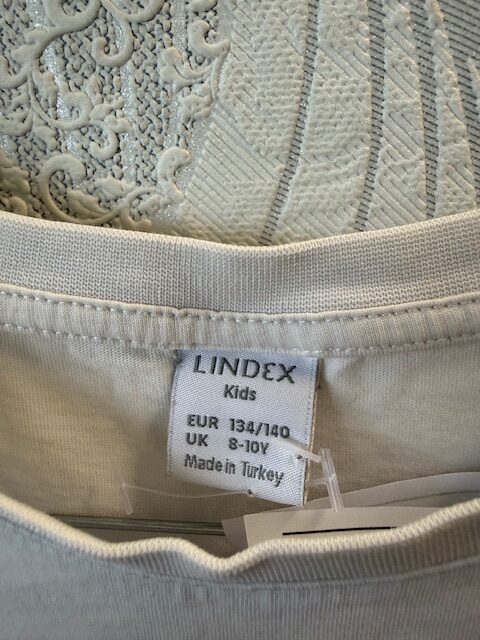 LINDEX
Kids
EUR 134/140
UK 8-10Y
Made in Turkey